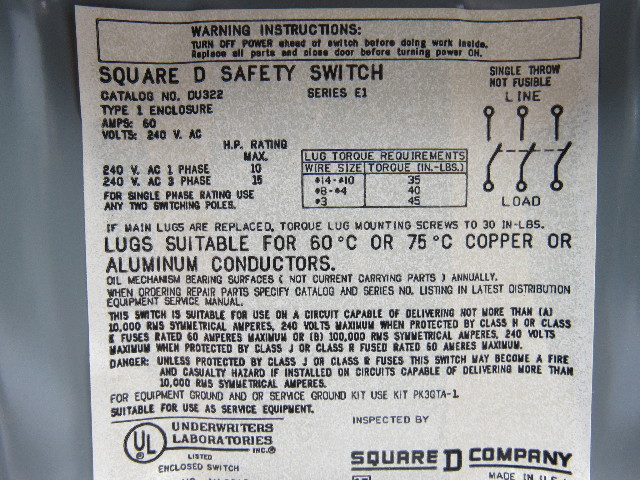 WARNING INSTRUCTIONS:
TURN OFF POWER ahead of switch before doing work inside.
Replace all parts and close door before turning power ON.
SQUARE D SAFETY SWITCH
CATALOG NO. DU322 SERIES E1
TYPE 1 ENCLOSURE
AMPS: 60
VOLTS: 240 V. AC
H.P. RATING
MAX.
240 V. AC 1 PHASE 10
240 V. AC 3 PHASE 15
FOR SINGLE PHASE RATING USE
ANY TWO SWITCHING POLES.
LUG TORQUE REQUIREMENTS
WIRE SIZE TORQUE (IN.-LBS.)
#14-#10 35
#8-#4 40
#3 45
SINGLE THROW
NOT FUSIBLE
LINE
LOAD
IF MAIN LUGS ARE REPLACED, TORQUE LUG MOUNTING SCREWS TO 30 IN-LBS.
LUGS SUITABLE FOR 60°C OR 75°C COPPER OR
ALUMINUM CONDUCTORS.
OIL MECHANISM BEARING SURFACES ( NOT CURRENT CARRYING PARTS ) ANNUALLY.
WHEN ORDERING REPAIR PARTS SPECIFY CATALOG AND SERIES NO. LISTING IN LATEST DISTRIBUTION
EQUIPMENT SERVICE MANUAL.
THIS SWITCH IS SUITABLE FOR USE ON A CIRCUIT CAPABLE OF DELIVERING NOT MORE THAN (A)
10,000 RMS SYMMETRICAL AMPERES, 240 VOLTS MAXIMUM WHEN PROTECTED BY CLASS H OR CLASS
K FUSES RATED 60 AMPERES MAXIMUM OR (B) 100,000 RMS SYMMETRICAL AMPERES, 240 VOLTS
MAXIMUM WHEN PROTECTED BY CLASS J OR CLASS R FUSED RATED 60 AMERES MAXIMUM.
DANGER: UNLESS PROTECTED BY CLASS J OR CLASS R FUSES THIS SWITCH MAY BECOME A FIRE
AND CASUALTY HAZARD IF INSTALLED ON CIRCUITS CAPABLE OF DELIVERING MORE THAN
10,000 RMS SYMMETRICAL AMPERES.
FOR EQUIPMENT GROUND AND OR SERVICE GROUND KIT USE KIT PK3GTA-1
SUITABLE FOR USE AS SERVICE EQUIPMENT.
UL UNDERWRITERS
LABORATORIES
INC.®
LISTED
ENCLOSED SWITCH
INSPECTED BY
SQUARE D COMPANY
MADE IN U.S.A.